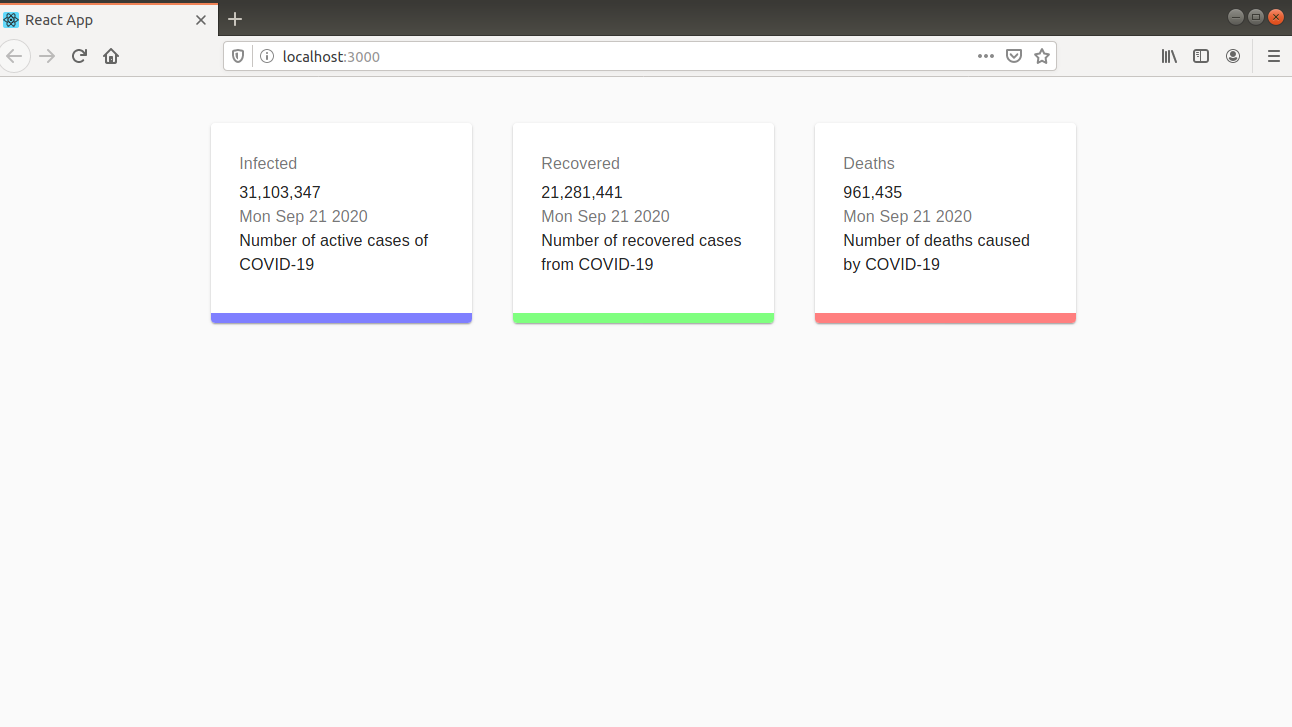 React App
localhost:3000
Infected
31,103,347
Mon Sep 21 2020
Number of active cases of
COVID-19
Recovered
21,281,441
Mon Sep 21 2020
Number of recovered cases
from COVID-19
Deaths
961,435
Mon Sep 21 2020
Number of deaths caused
by COVID-19